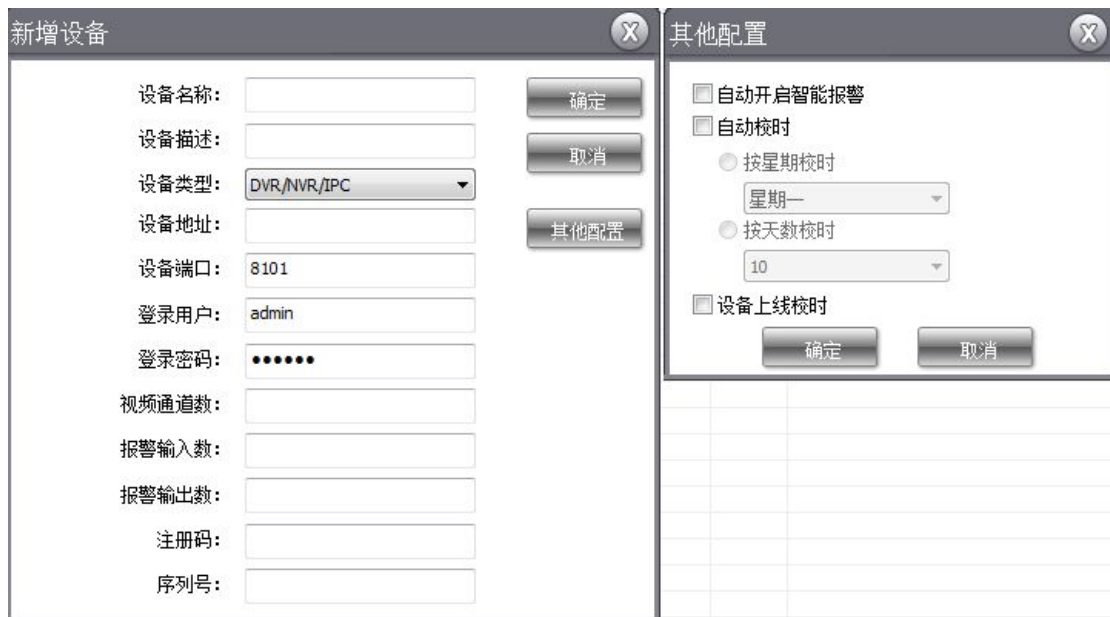 新增设备
设备名称：
确定
设备描述：
取消
设备类型： DVR/NVR/IPC
设备地址：
其他配置
设备端口： 8101
登录用户： admin
登录密码： ●●●●●●
视频通道数：
报警输入数：
报警输出数：
注册码：
序列号：
其他配置
自动开启智能报警
自动校时
按星期校时
星期一
按天数校时
10
设备上线校时
确定 取消